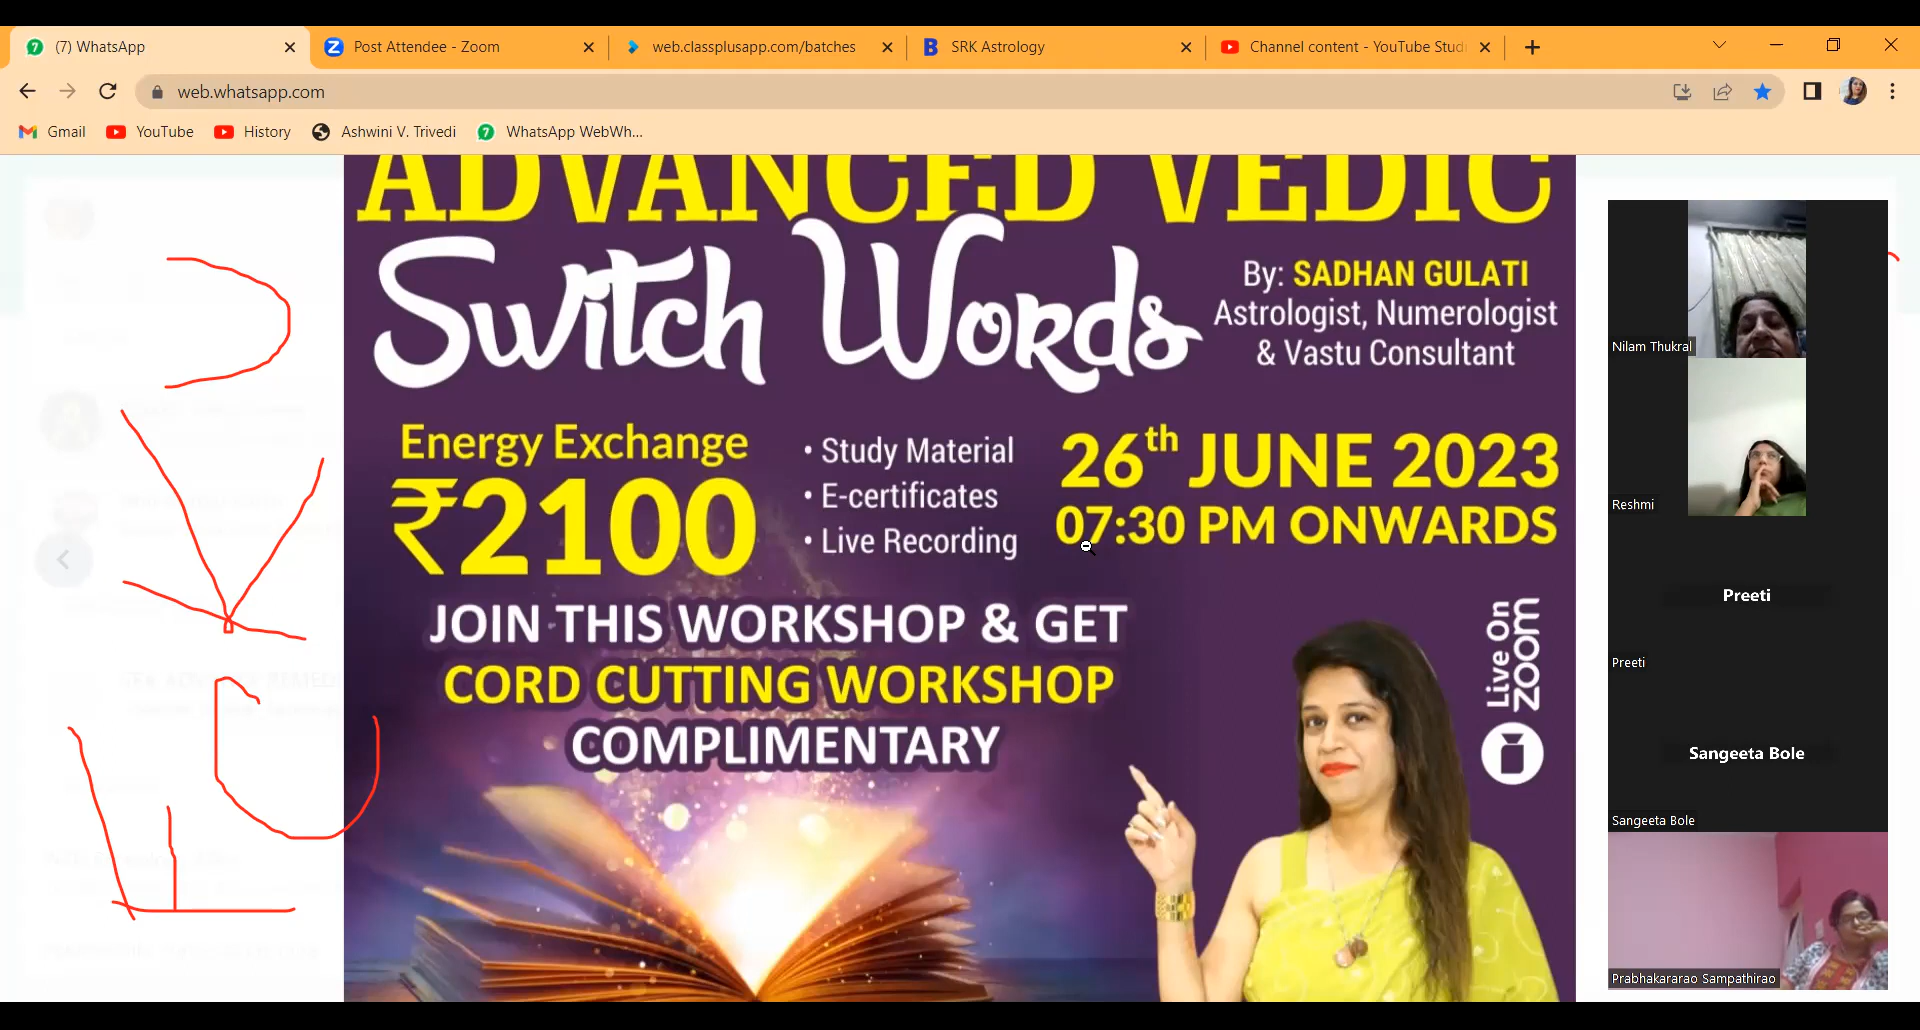 (7) WhatsApp
Post Attendee - Zoom
web.classplusapp.com/batches
SRK Astrology
Channel content - YouTube Stud
web.whatsapp.com
Gmail
YouTube
History
Ashwini V. Trivedi
WhatsApp WebWh...
ADVANCED VEDIC
Switch Words
By: SADHAN GULATI
Astrologist, Numerologist
& Vastu Consultant
Energy Exchange
₹2100
• Study Material
• E-certificates
• Live Recording
26th JUNE 2023
07:30 PM ONWARDS
JOIN THIS WORKSHOP & GET
CORD CUTTING WORKSHOP
COMPLIMENTARY
Live On
zoom
Nilam Thukral
Reshmi
Preeti
Preeti
Sangeeta Bole
Sangeeta Bole
Prabhakararao Sampathirao